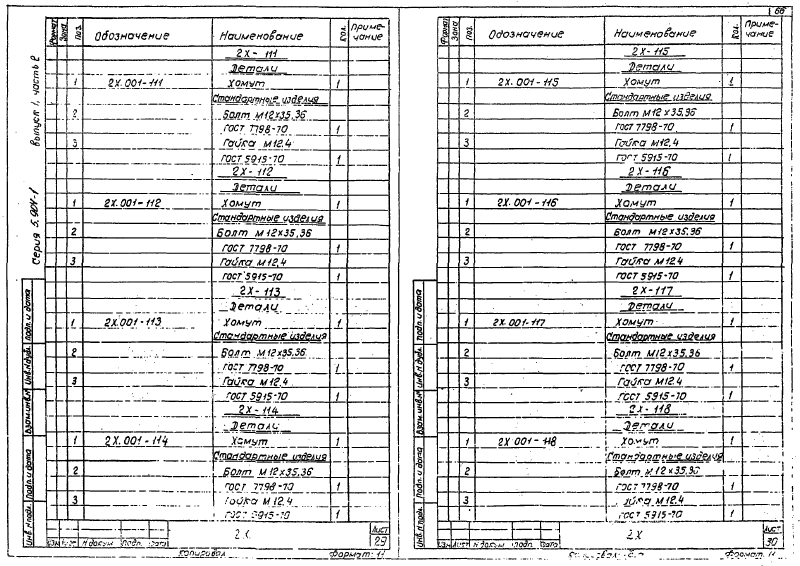 66
Серия 5.904-1 выпуск 1, часть 2
Формат Зона Поз. Обозначение Наименование Кол. Приме-чание
2Х-111
Детали
1 2Х.001-111 Хомут 1
Стандартные изделия
2 Болт М12х35.36
ГОСТ 7798-70 1
3 Гайка М12.4
ГОСТ 5915-70 1
2Х-112
Детали
1 2Х.001-112 Хомут 1
Стандартные изделия
2 Болт М12х35.36
ГОСТ 7798-70 1
3 Гайка М12.4
ГОСТ 5915-70 1
2Х-113
Детали
1 2Х.001-113 Хомут 1
Стандартные изделия
2 Болт М12х35.36
ГОСТ 7798-70 1
3 Гайка М12.4
ГОСТ 5915-70 1
2Х-114
Детали
1 2Х.001-114 Хомут 1
Стандартные изделия
2 Болт М12х35.36
ГОСТ 7798-70 1
3 Гайка М12.4
ГОСТ 5915-70 1
Инв.№ подл. Подп. и дата Взам.инв.№ Инв.№ дубл. Подп. и дата
Изм. Лист № докум. Подп. Дата
2Х
Лист
29
Копировал Формат: 11
Формат Зона Поз. Обозначение Наименование Кол. Приме-чание
2Х-115
Детали
1 2Х.001-115 Хомут 1
Стандартные изделия
2 Болт М12х35.36
ГОСТ 7798-70 1
3 Гайка М12.4
ГОСТ 5915-70 1
2Х-116
Детали
1 2Х.001-116 Хомут 1
Стандартные изделия
2 Болт М12х35.36
ГОСТ 7798-70 1
3 Гайка М12.4
ГОСТ 5915-70 1
2Х-117
Детали
1 2Х.001-117 Хомут 1
Стандартные изделия
2 Болт М12х35.36
ГОСТ 7798-70 1
3 Гайка М12.4
ГОСТ 5915-70 1
2Х-118
Детали
1 2Х.001-118 Хомут 1
Стандартные изделия
2 Болт М12х35.36
ГОСТ 7798-70 1
3 Гайка М12.4
ГОСТ 5915-70 1
Инв.№ подл. Подп. и дата Взам.инв.№ Инв.№ дубл. Подп. и дата
Изм. Лист № докум. Подп. Дата
2Х
Лист
30
Формат: 11